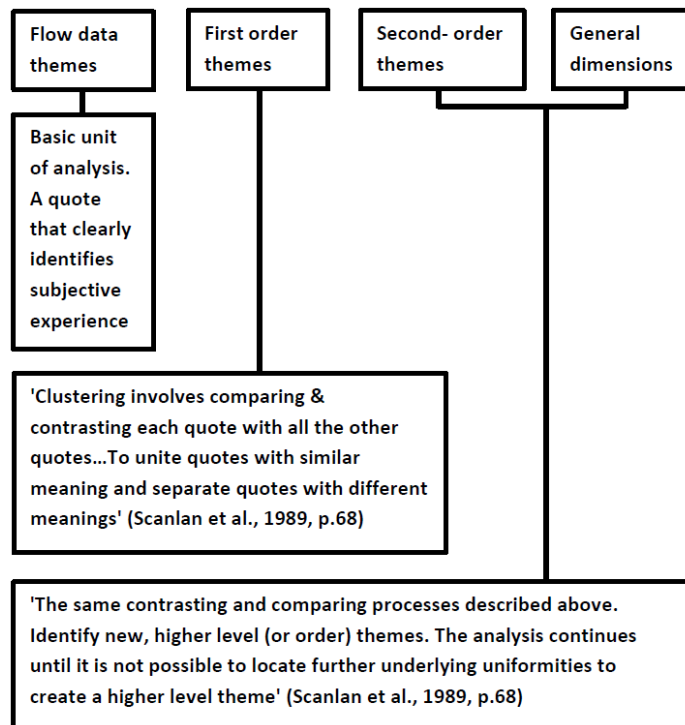 Flow data
themes
First order
themes
Second- order
themes
General
dimensions
Basic unit
of analysis.
A quote
that clearly
identifies
subjective
experience
'Clustering involves comparing &
contrasting each quote with all the other
quotes...To unite quotes with similar
meaning and separate quotes with different
meanings' (Scanlan et al., 1989, p.68)
'The same contrasting and comparing processes described above.
Identify new, higher level (or order) themes. The analysis continues
until it is not possible to locate further underlying uniformities to
create a higher level theme' (Scanlan et al., 1989, p.68)